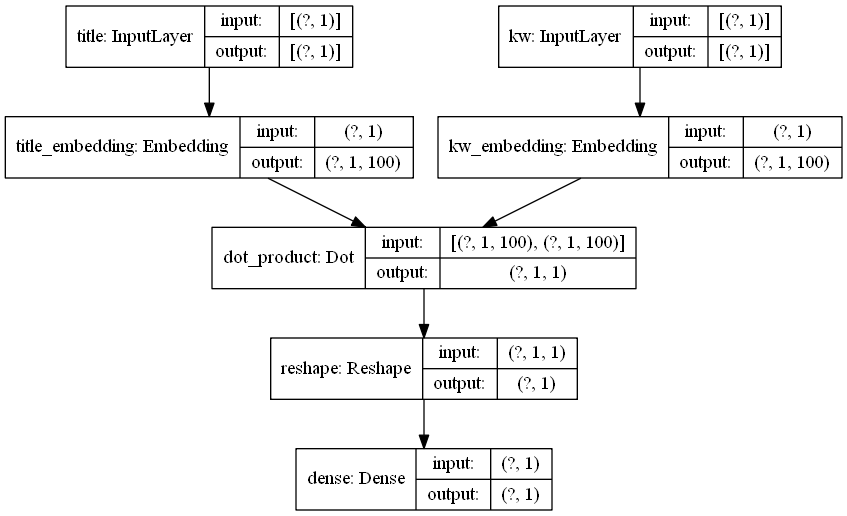 title: InputLayer
input: [(?, 1)]
output: [(?, 1)]
kw: InputLayer
input: [(?, 1)]
output: [(?, 1)]
title_embedding: Embedding
input: (?, 1)
output: (?, 1, 100)
kw_embedding: Embedding
input: (?, 1)
output: (?, 1, 100)
dot_product: Dot
input: [(?, 1, 100), (?, 1, 100)]
output: (?, 1, 1)
reshape: Reshape
input: (?, 1, 1)
output: (?, 1)
dense: Dense
input: (?, 1)
output: (?, 1)